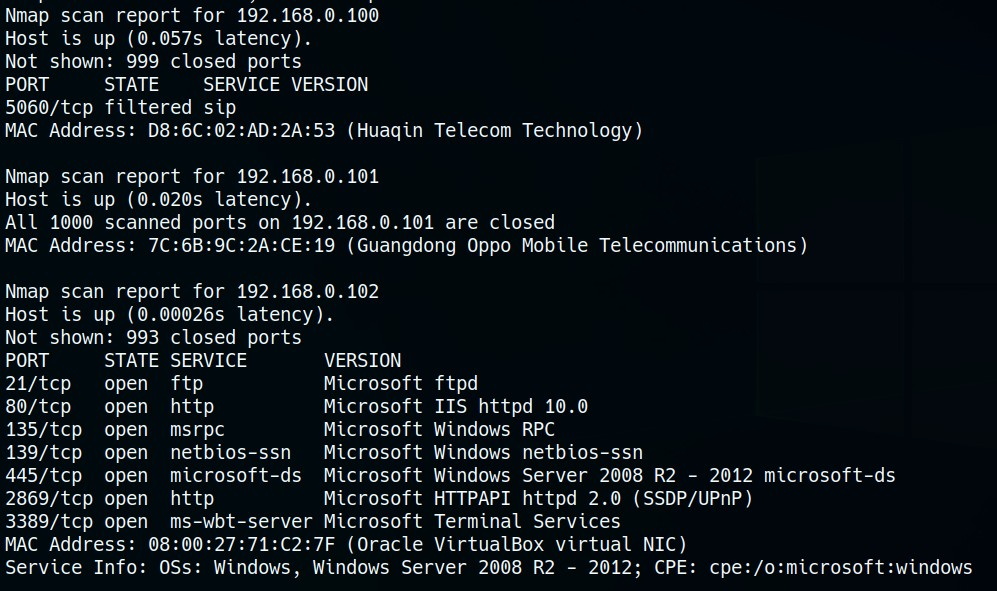 Nmap scan report for 192.168.0.100
Host is up (0.057s latency).
Not shown: 999 closed ports
PORT     STATE    SERVICE VERSION
5060/tcp filtered sip
MAC Address: D8:6C:02:AD:2A:53 (Huaqin Telecom Technology)

Nmap scan report for 192.168.0.101
Host is up (0.020s latency).
All 1000 scanned ports on 192.168.0.101 are closed
MAC Address: 7C:6B:9C:2A:CE:19 (Guangdong Oppo Mobile Telecommunications)

Nmap scan report for 192.168.0.102
Host is up (0.00026s latency).
Not shown: 993 closed ports
PORT     STATE SERVICE       VERSION
21/tcp   open  ftp           Microsoft ftpd
80/tcp   open  http          Microsoft IIS httpd 10.0
135/tcp  open  msrpc         Microsoft Windows RPC
139/tcp  open  netbios-ssn   Microsoft Windows netbios-ssn
445/tcp  open  microsoft-ds  Microsoft Windows Server 2008 R2 - 2012 microsoft-ds
2869/tcp open  http          Microsoft HTTPAPI httpd 2.0 (SSDP/UPnP)
3389/tcp open  ms-wbt-server Microsoft Terminal Services
MAC Address: 08:00:27:71:C2:7F (Oracle VirtualBox virtual NIC)
Service Info: OSs: Windows, Windows Server 2008 R2 - 2012; CPE: cpe:/o:microsoft:windows